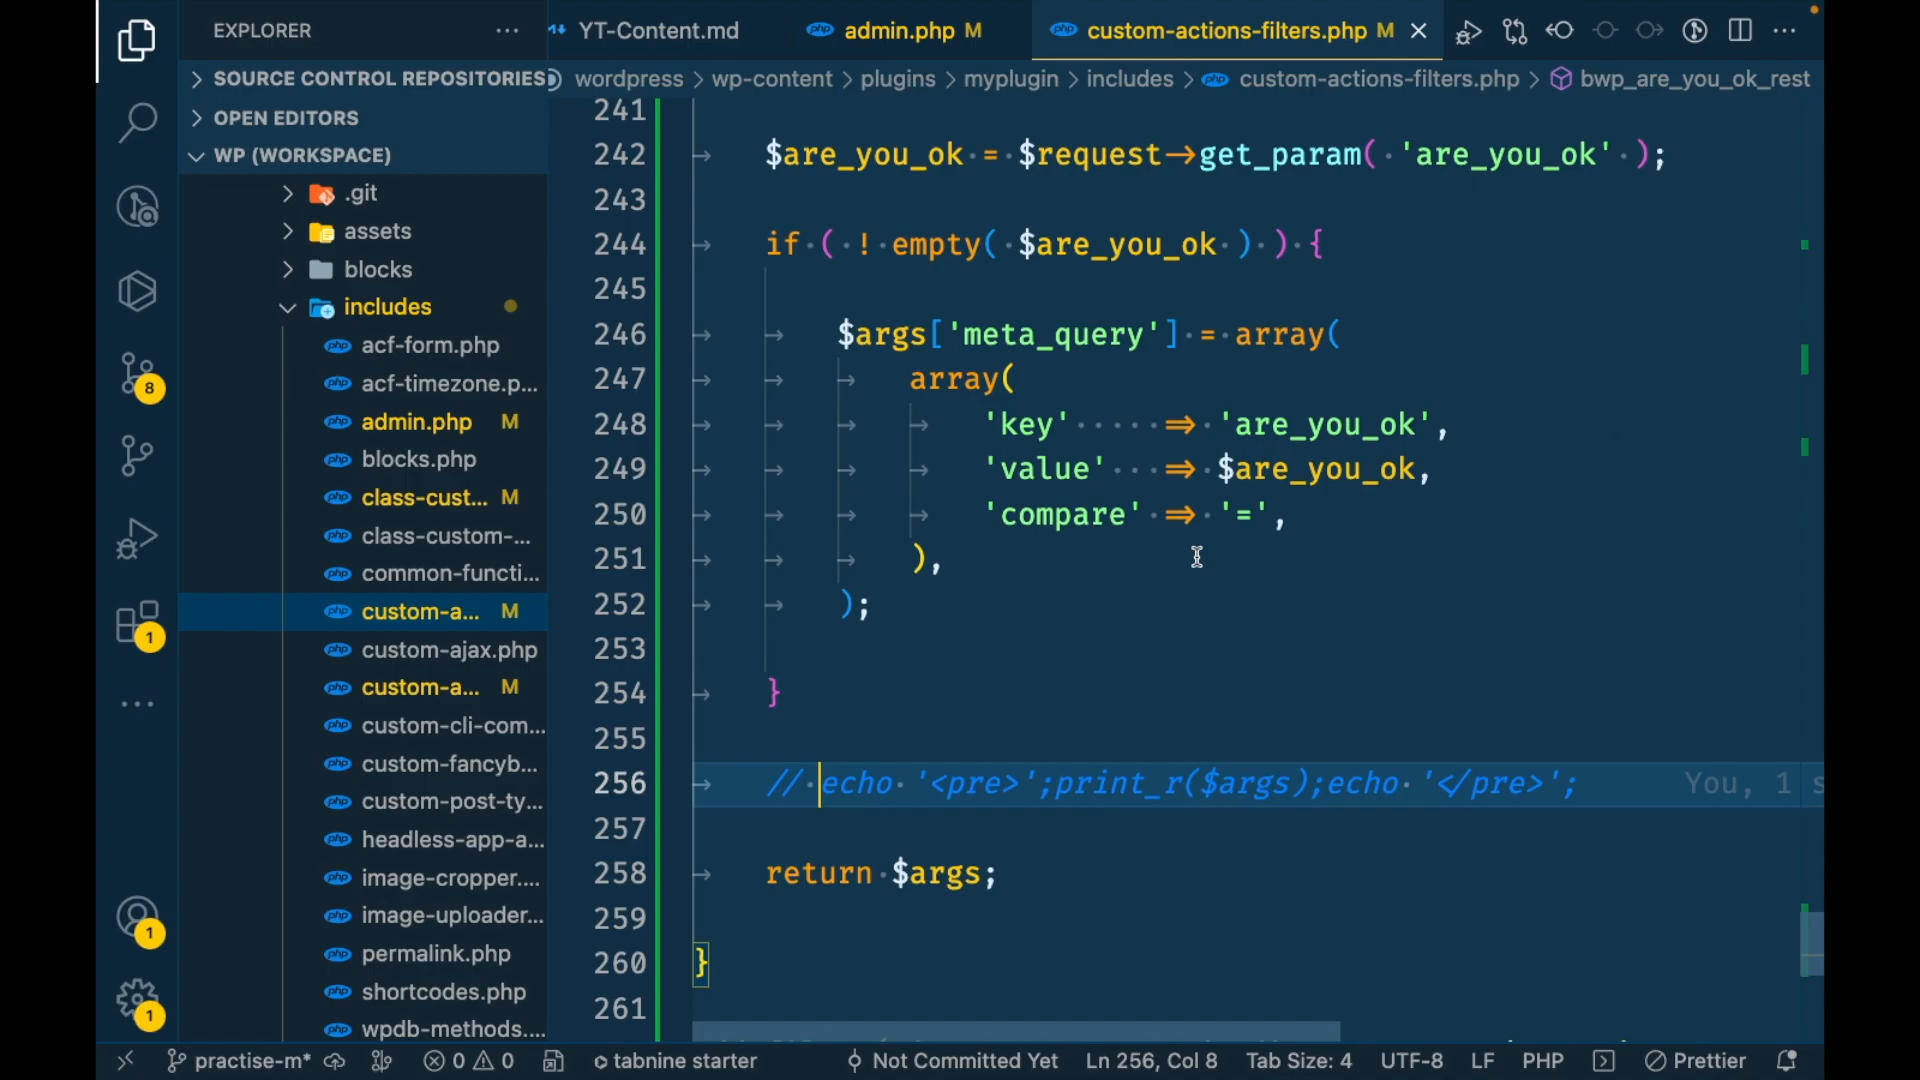 EXPLORER
YT-Content.md
admin.php M
custom-actions-filters.php M
SOURCE CONTROL REPOSITORIES
wordpress > wp-content > plugins > myplugin > includes > custom-actions-filters.php > bwp_are_you_ok_rest
OPEN EDITORS
WP (WORKSPACE)
.git
assets
blocks
includes
acf-form.php
acf-timezone.p...
admin.php M
blocks.php
class-cust... M
class-custom-...
common-functi...
custom-a... M
custom-ajax.php
custom-a... M
custom-cli-com...
custom-fancyb...
custom-post-ty...
headless-app-a...
image-cropper....
image-uploader...
permalink.php
shortcodes.php
wpdb-methods....
8
1
1
1
241
242 $are_you_ok = $request->get_param( 'are_you_ok' );
243
244 if ( ! empty( $are_you_ok ) ) {
245
246 $args['meta_query'] = array(
247 array(
248 'key' => 'are_you_ok',
249 'value' => $are_you_ok,
250 'compare' => '=',
251 ),
252 );
253
254 }
255
256 // echo '<pre>';print_r($args);echo '</pre>'; You, 1 s
257
258 return $args;
259
260 }
261
practise-m* 0 0 tabnine starter Not Committed Yet Ln 256, Col 8 Tab Size: 4 UTF-8 LF PHP Prettier